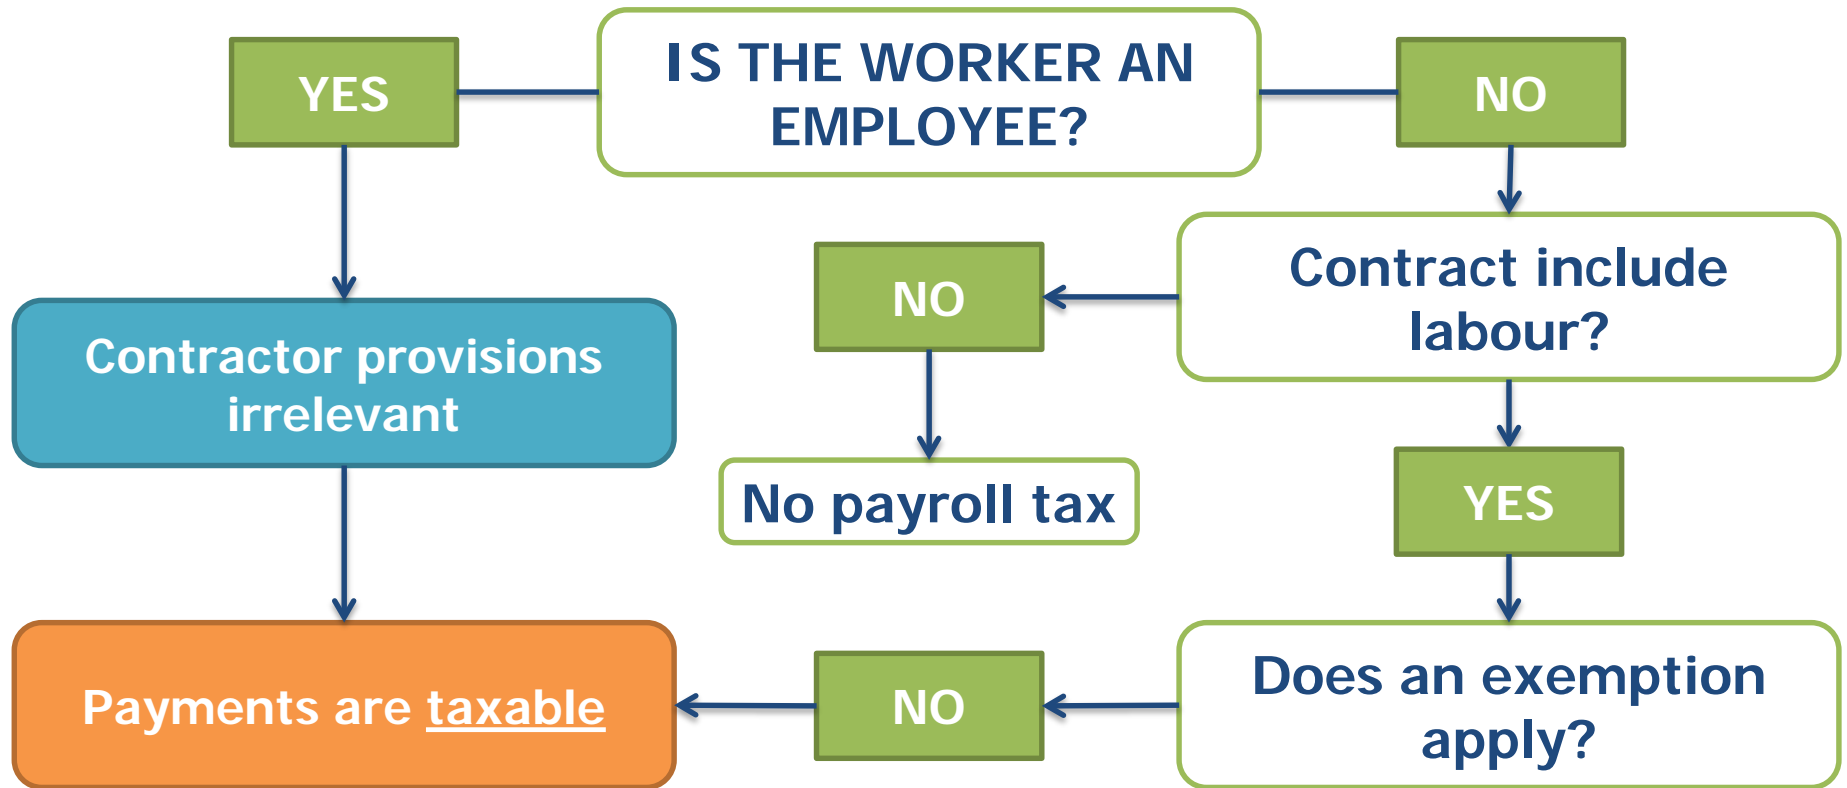 YES
IS THE WORKER AN
EMPLOYEE?
NO
Contract include
labour?
NO
Contractor provisions
irrelevant
No payroll tax
YES
Payments are taxable
NO
Does an exemption
apply?